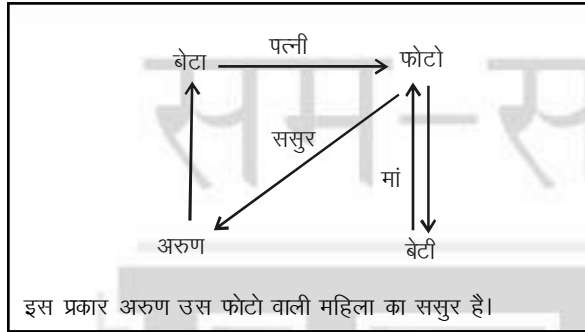 पत्नी
बेटा
फोटो
ससुर
मां
अरुण
बेटी
इस प्रकार अरुण उस फोटो वाली महिला का ससुर है।